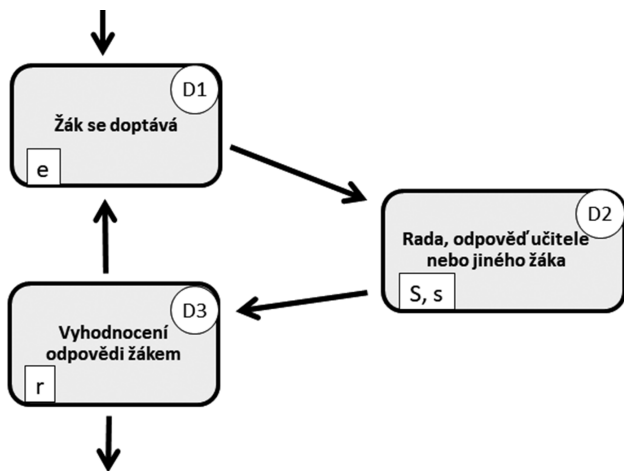 D1
Žák se doptává
e
D2
Rada, odpověď učitele
nebo jiného žáka
S, s
D3
Vyhodnocení
odpovědi žákem
r